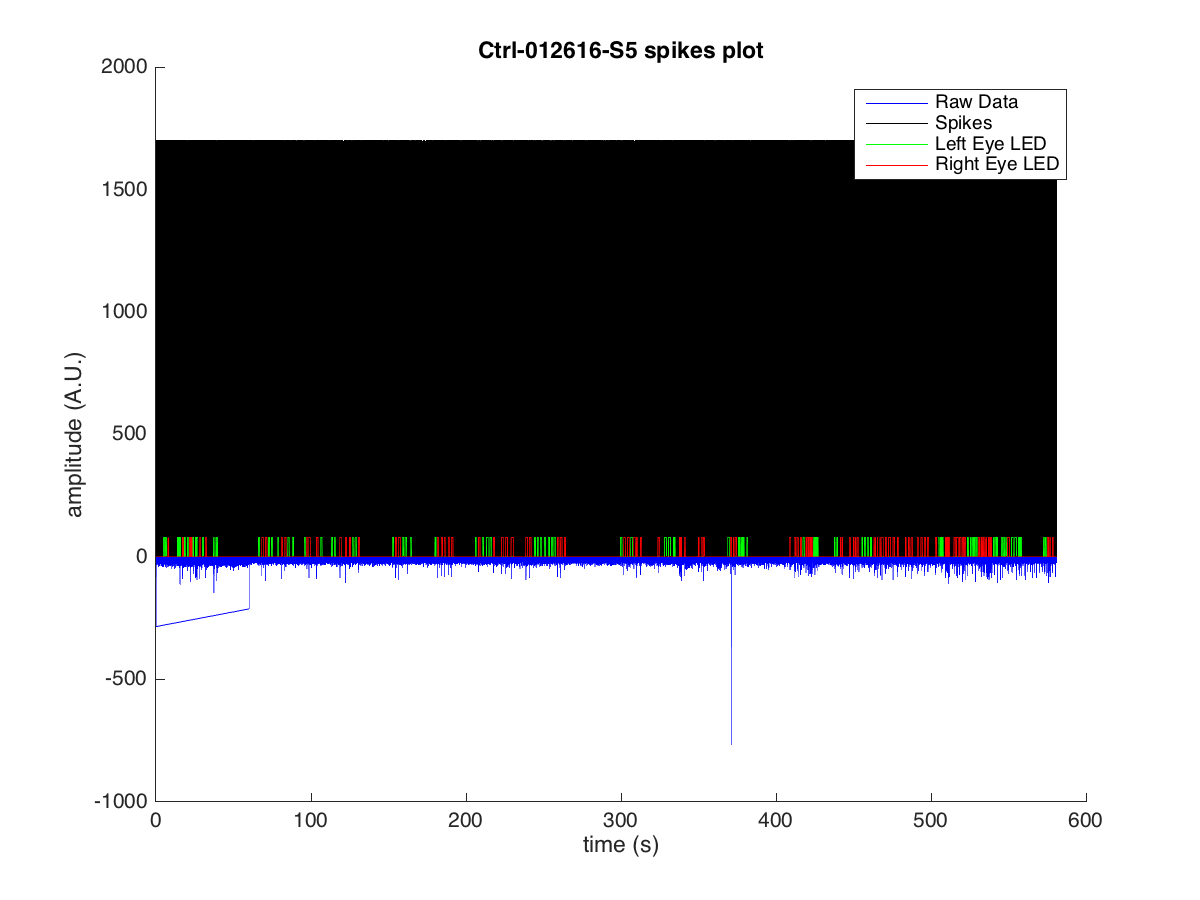 Ctrl-012616-S5 spikes plot
2000
1500
1000
500
0
-500
-1000
amplitude (A.U.)
Raw Data
Spikes
Left Eye LED
Right Eye LED
0 100 200 300 400 500 600
time (s)